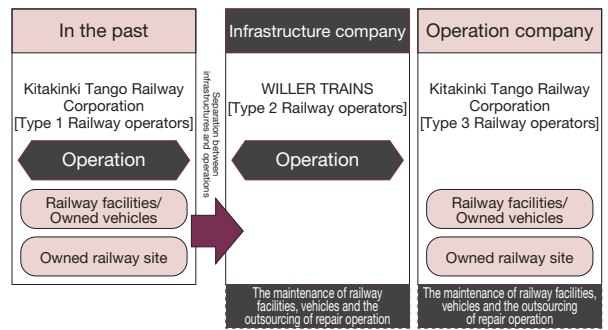 In the past
Kitakinki Tango Railway
Corporation
[Type 1 Railway operators]
Operation
Railway facilities/
Owned vehicles
Owned railway site
Separation between
infrastructures and operations
Infrastructure company
WILLER TRAINS
[Type 2 Railway operators]
Operation
The maintenance of railway
facilities, vehicles and the
outsourcing of repair operation
Operation company
Kitakinki Tango Railway
Corporation
[Type 3 Railway operators]
Railway facilities/
Owned vehicles
Owned railway site
The maintenance of railway facilities,
vehicles and the outsourcing
of repair operation